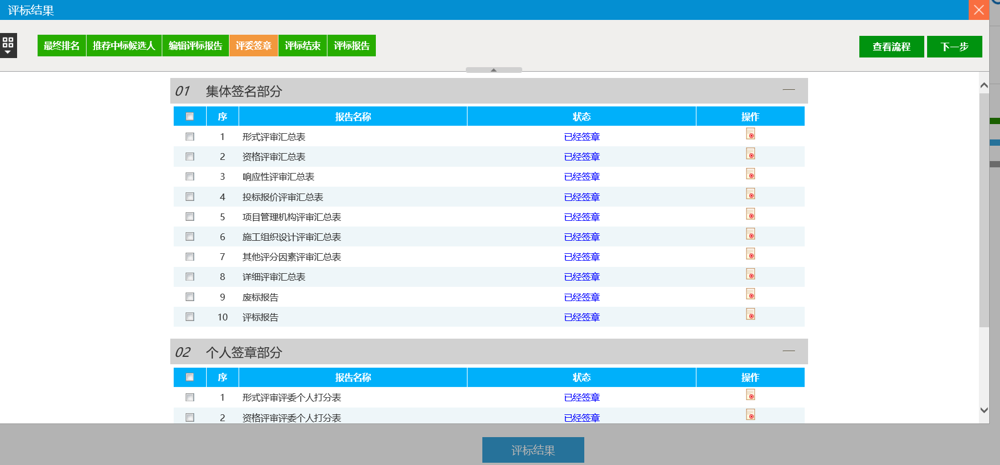 评标结果
最终排名 推荐中标候选人 编辑评标报告 评委签章 评标结束 评标报告 查看流程 下一步
01 集体签名部分
序 报告名称 状态 操作
1 形式评审汇总表 已经签章
2 资格评审汇总表 已经签章
3 响应性评审汇总表 已经签章
4 投标报价评审汇总表 已经签章
5 项目管理机构评审汇总表 已经签章
6 施工组织设计评审汇总表 已经签章
7 其他评分因素评审汇总表 已经签章
8 详细评审汇总表 已经签章
9 废标报告 已经签章
10 评标报告 已经签章
02 个人签章部分
序 报告名称 状态 操作
1 形式评审评委个人打分表 已经签章
2 资格评审评委个人打分表 已经签章
评标结果